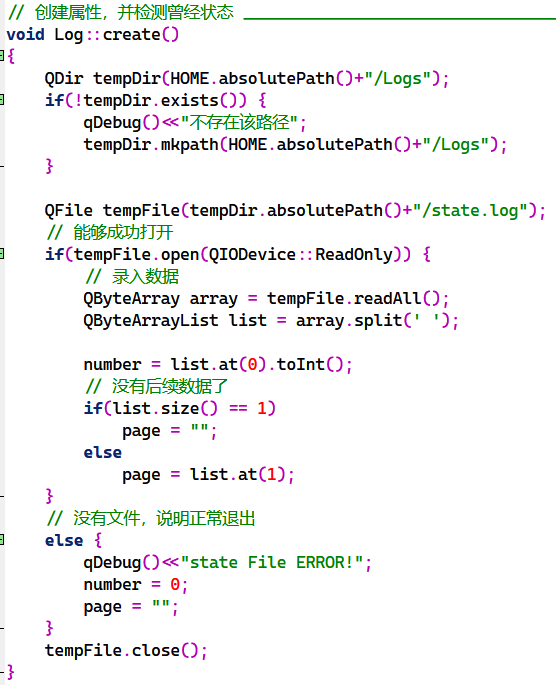 // 创建属性，并检测曾经状态 ________________________________
void Log::create()
{
    QDir tempDir(HOME.absolutePath()+"/Logs");
    if(!tempDir.exists()) {
        qDebug()<<"不存在该路径";
        tempDir.mkpath(HOME.absolutePath()+"/Logs");
    }

    QFile tempFile(tempDir.absolutePath()+"/state.log");
    // 能够成功打开
    if(tempFile.open(QIODevice::ReadOnly)) {
        // 录入数据
        QByteArray array = tempFile.readAll();
        QByteArrayList list = array.split(' ');

        number = list.at(0).toInt();
        // 没有后续数据了
        if(list.size() == 1)
            page = "";
        else
            page = list.at(1);
    }
    // 没有文件，说明正常退出
    else {
        qDebug()<<"state File ERROR!";
        number = 0;
        page = "";
    }
    tempFile.close();
}